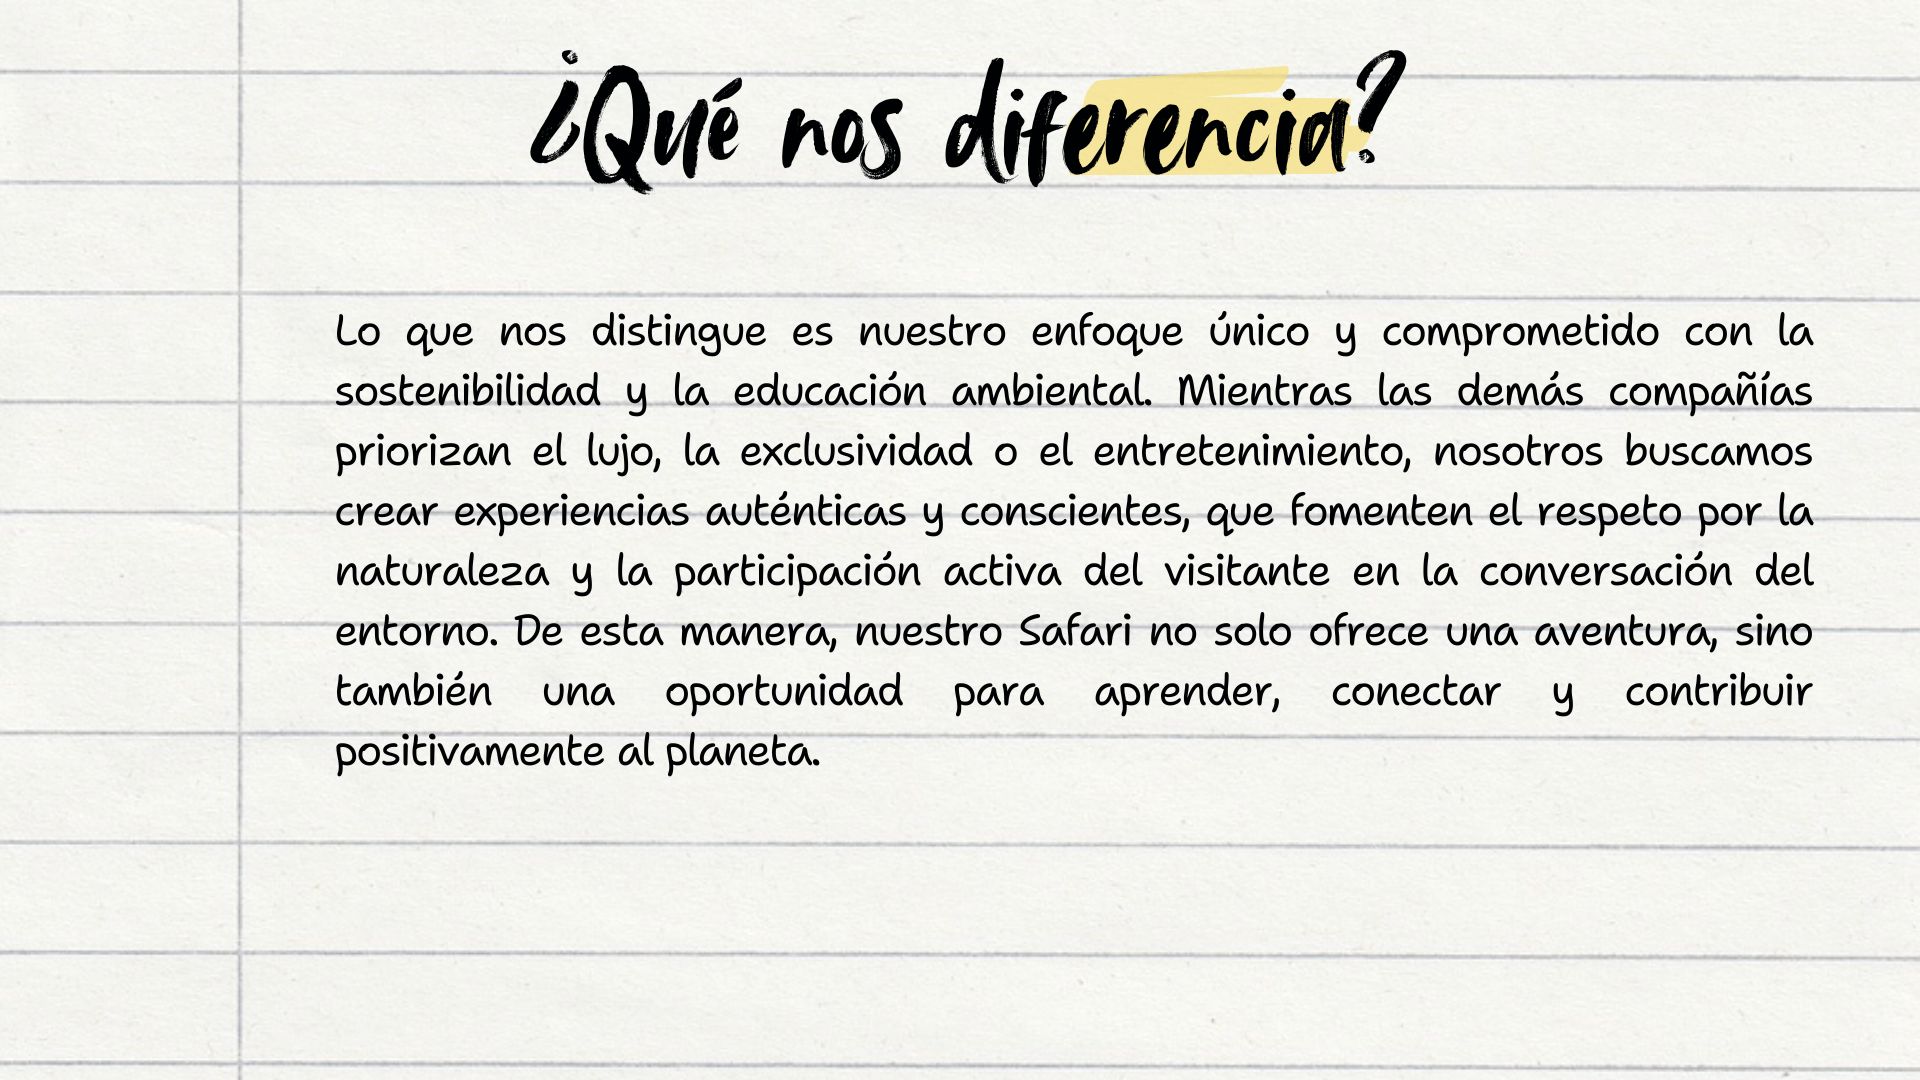 ¿Qué nos diferencia?
Lo que nos distingue es nuestro enfoque único y comprometido con la
sostenibilidad y la educación ambiental. Mientras las demás compañías
priorizan el lujo, la exclusividad o el entretenimiento, nosotros buscamos
crear experiencias auténticas y conscientes, que fomenten el respeto por la
naturaleza y la participación activa del visitante en la conversación del
entorno. De esta manera, nuestro Safari no solo ofrece una aventura, sino
también una oportunidad para aprender, conectar y contribuir
positivamente al planeta.